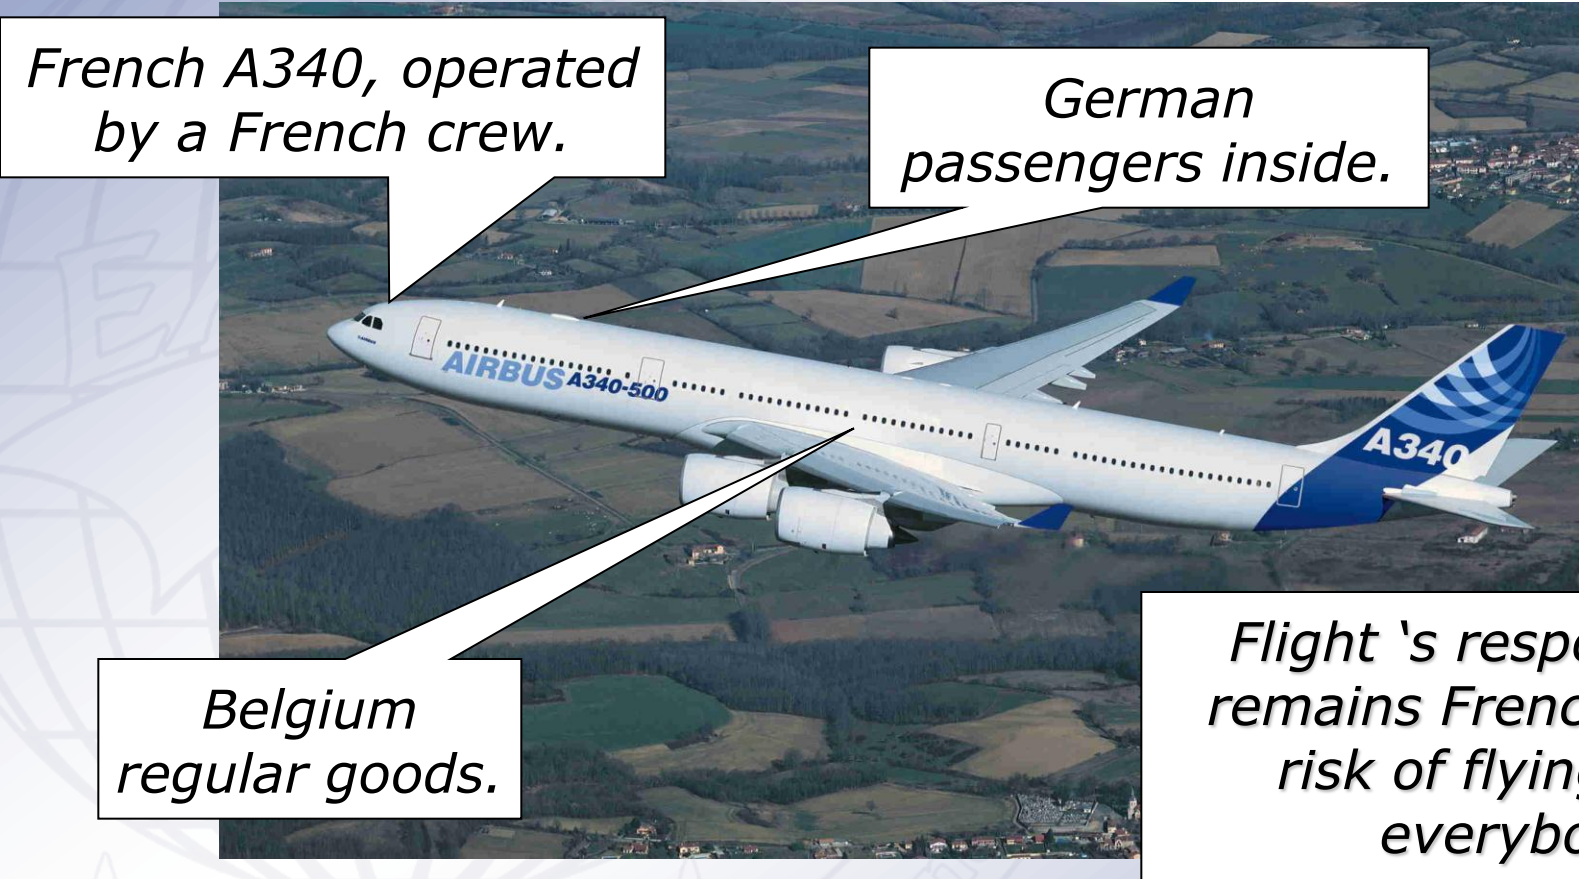 French A340, operated
by a French crew.
German
passengers inside.
AIRBUS A340-500
A340
Belgium
regular goods.
Flight ‘s
remains
risk of